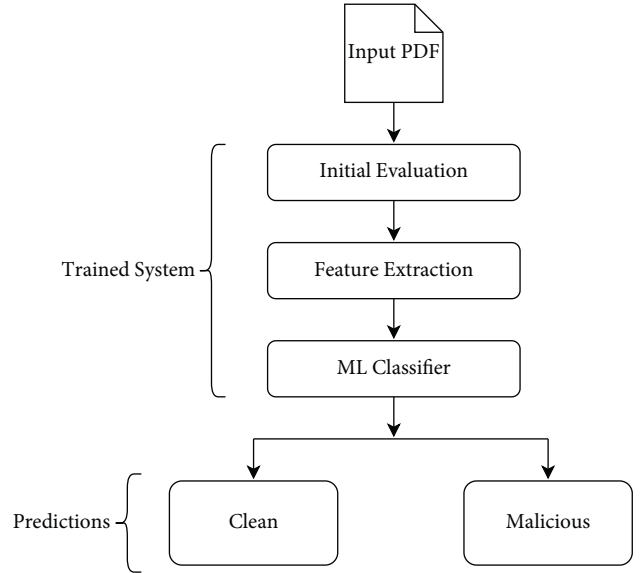 Input PDF
Initial Evaluation
Trained System
Feature Extraction
ML Classifier
Predictions
Clean
Malicious